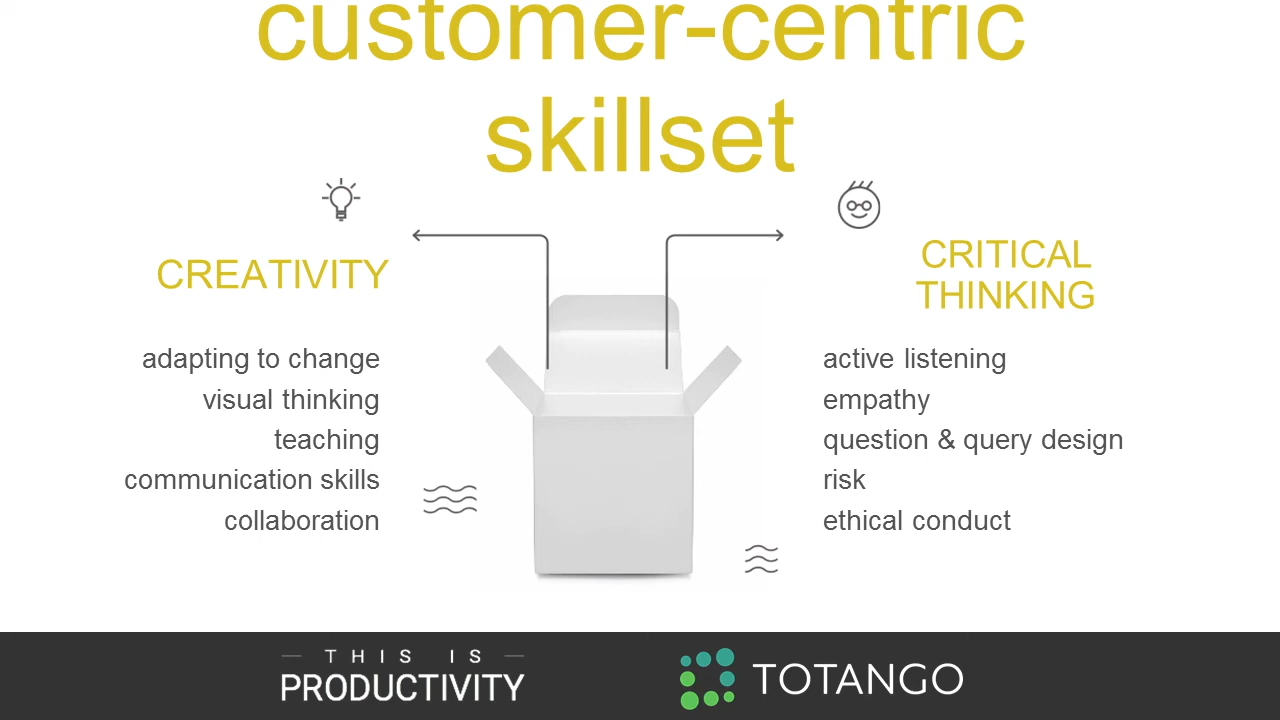 customer-centric
skillset
CREATIVITY
adapting to change
visual thinking
teaching
communication skills
collaboration
CRITICAL
THINKING
active listening
empathy
question & query design
risk
ethical conduct
THIS IS
PRODUCTIVITY
TOTANGO